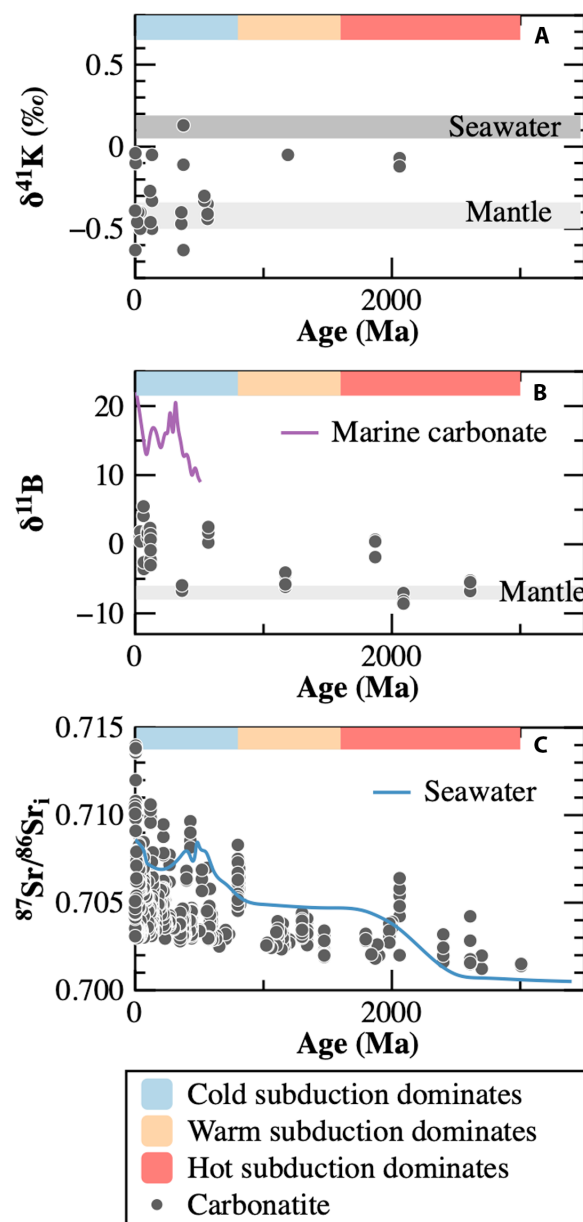 A
0.5
0
−0.5
δ⁴¹K (‰)
Seawater
Mantle
0
2000
Age (Ma)
B
20
10
0
−10
δ¹¹B
Marine carbonate
Mantle
0
2000
Age (Ma)
C
0.715
0.710
0.705
0.700
⁸⁷Sr/⁸⁶Srᵢ
Seawater
0
2000
Age (Ma)
Cold subduction dominates
Warm subduction dominates
Hot subduction dominates
Carbonatite